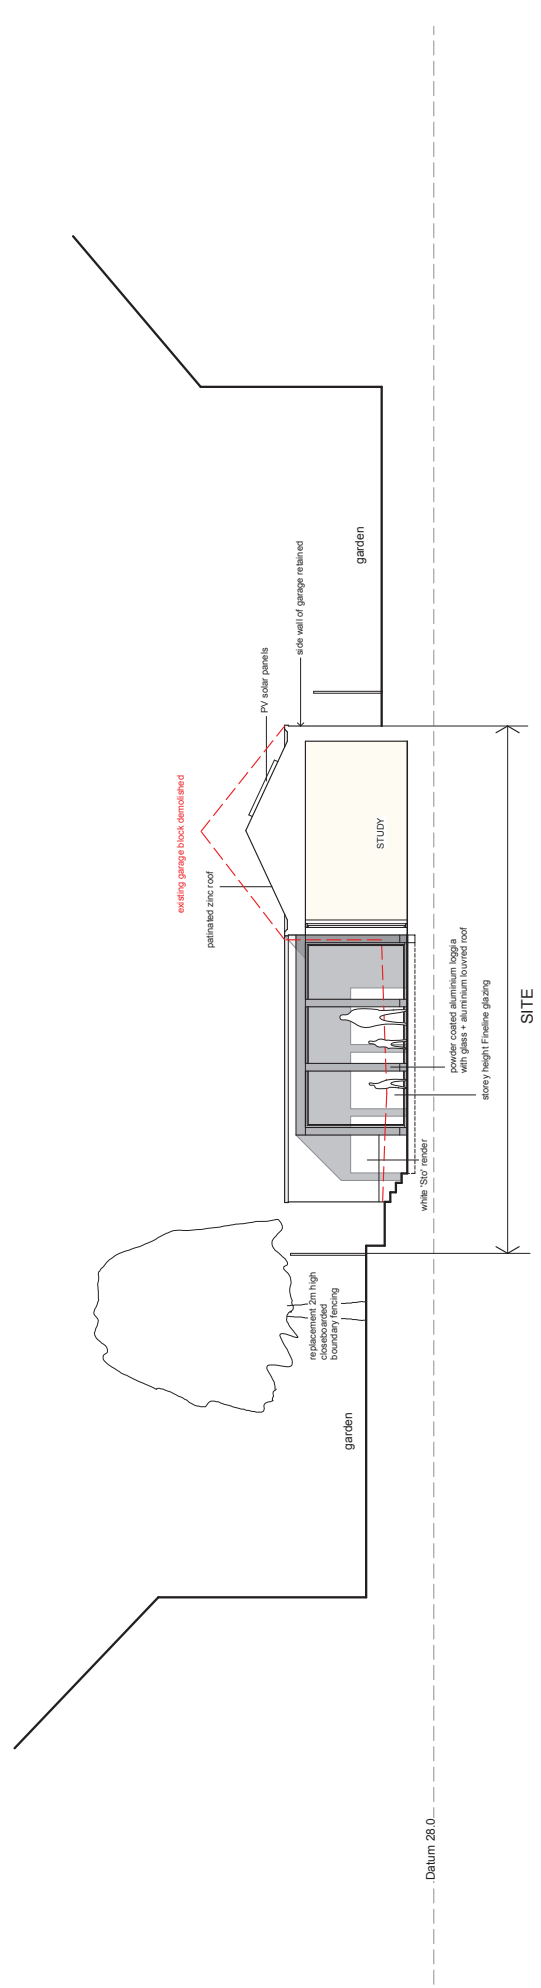 existing garage block demolished
patinated zinc roof
PV solar panels
side wall of garage retained
garden
STUDY
replacement 2m high
closeboarded
boundary fencing
garden
white 'Sto' render
powder coated aluminium loggia
with glass + aluminium louvred roof
storey height Fineline glazing
Datum 28.0
SITE